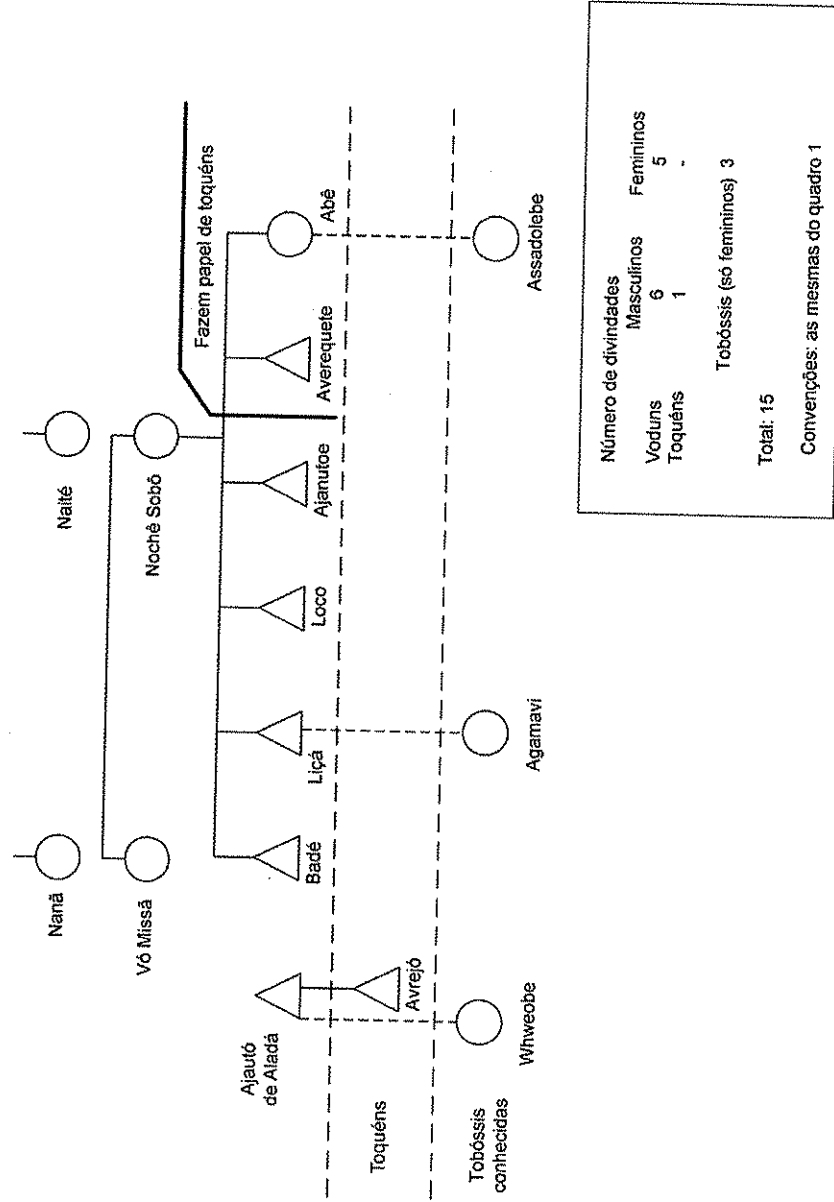 Nanã
Naité
Vó Missã
Noché Sobô
Fazem papel de toquéns
Ajautó
de Aladá
Badé
Liçá
Loco
Ajanutoe
Averequete
Abê
Toquéns
Avrejó
Tobóssis
conhecidas
Whweobe
Agamavi
Assadolebe
Número de divindades
Masculinos Femininos
Voduns 6 5
Toquéns 1 -
Tobóssis (só femininos) 3
Total: 15
Convenções: as mesmas do quadro 1